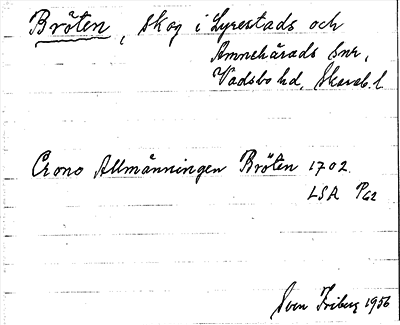 Bröten, skog i Lyrestads och
Amnehärads snr,
Vadsbo hd, Skarab. l
Crono Allmänningen Bröten 1702.
LSA P62
Sven Friberg 1956